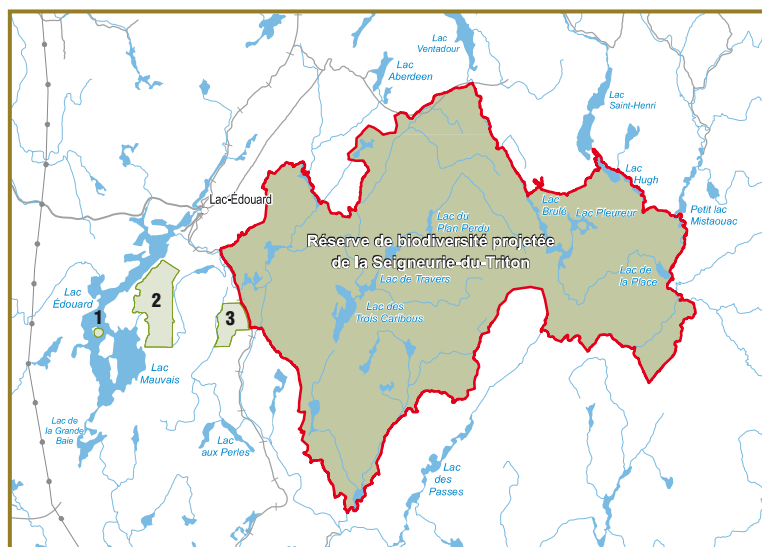 Lac
Ventadour
Lac
Aberdeen
Lac
Saint-Henri
Lac
Hugh
Lac-Édouard
Lac
Brulé
Lac Pleureur
Petit lac
Mistaouac
Lac du
Plan Perdu
Réserve de biodiversité projetée
de la Seigneurie-du-Triton
Lac de Travers
Lac de
la Place
Lac
Édouard
1
2
3
Lac des
Trois Caribous
Lac
Mauvais
Lac de
la Grande
Baie
Lac
aux Perles
Lac
des
Passes